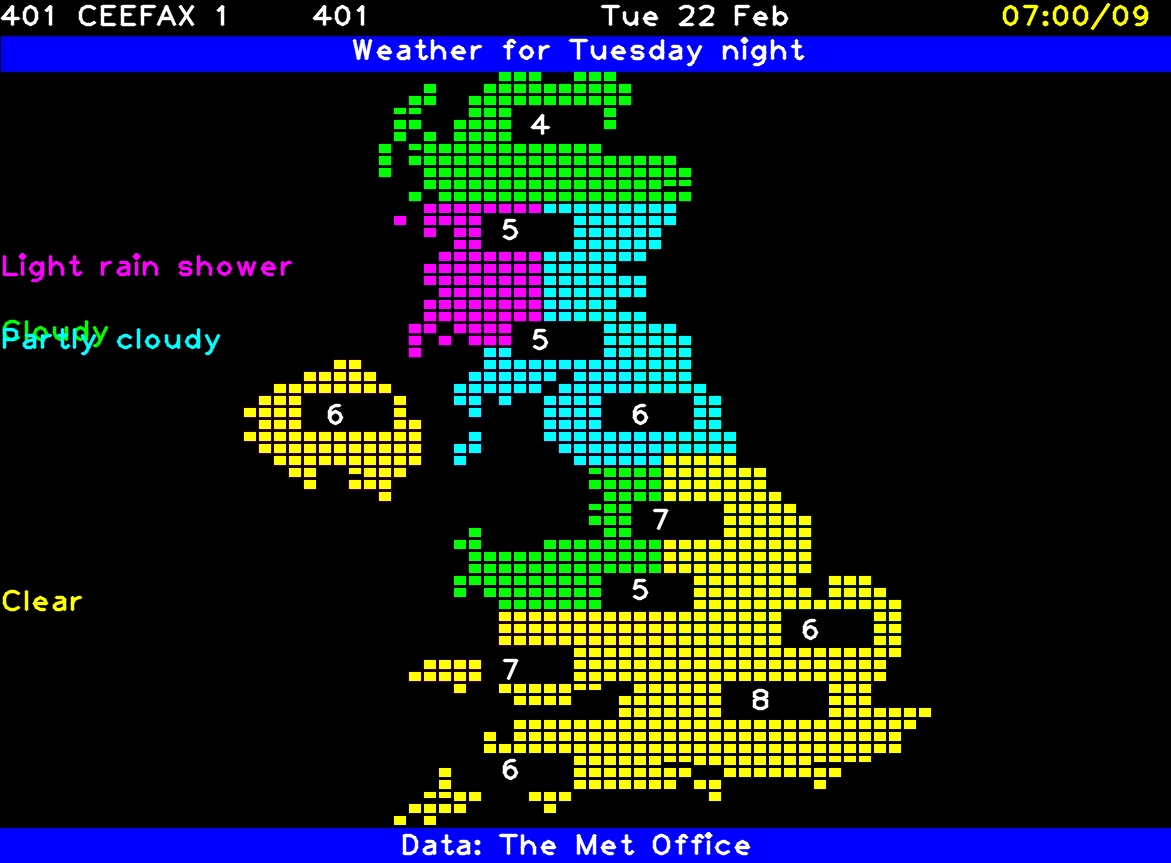 401 CEEFAX 1 401 Tue 22 Feb 07:00/09
Weather for Tuesday night
4
5
Light rain shower
Cloudy
Partly cloudy
5
6 6
7
5
Clear
6
7
8
6
Data: The Met Office